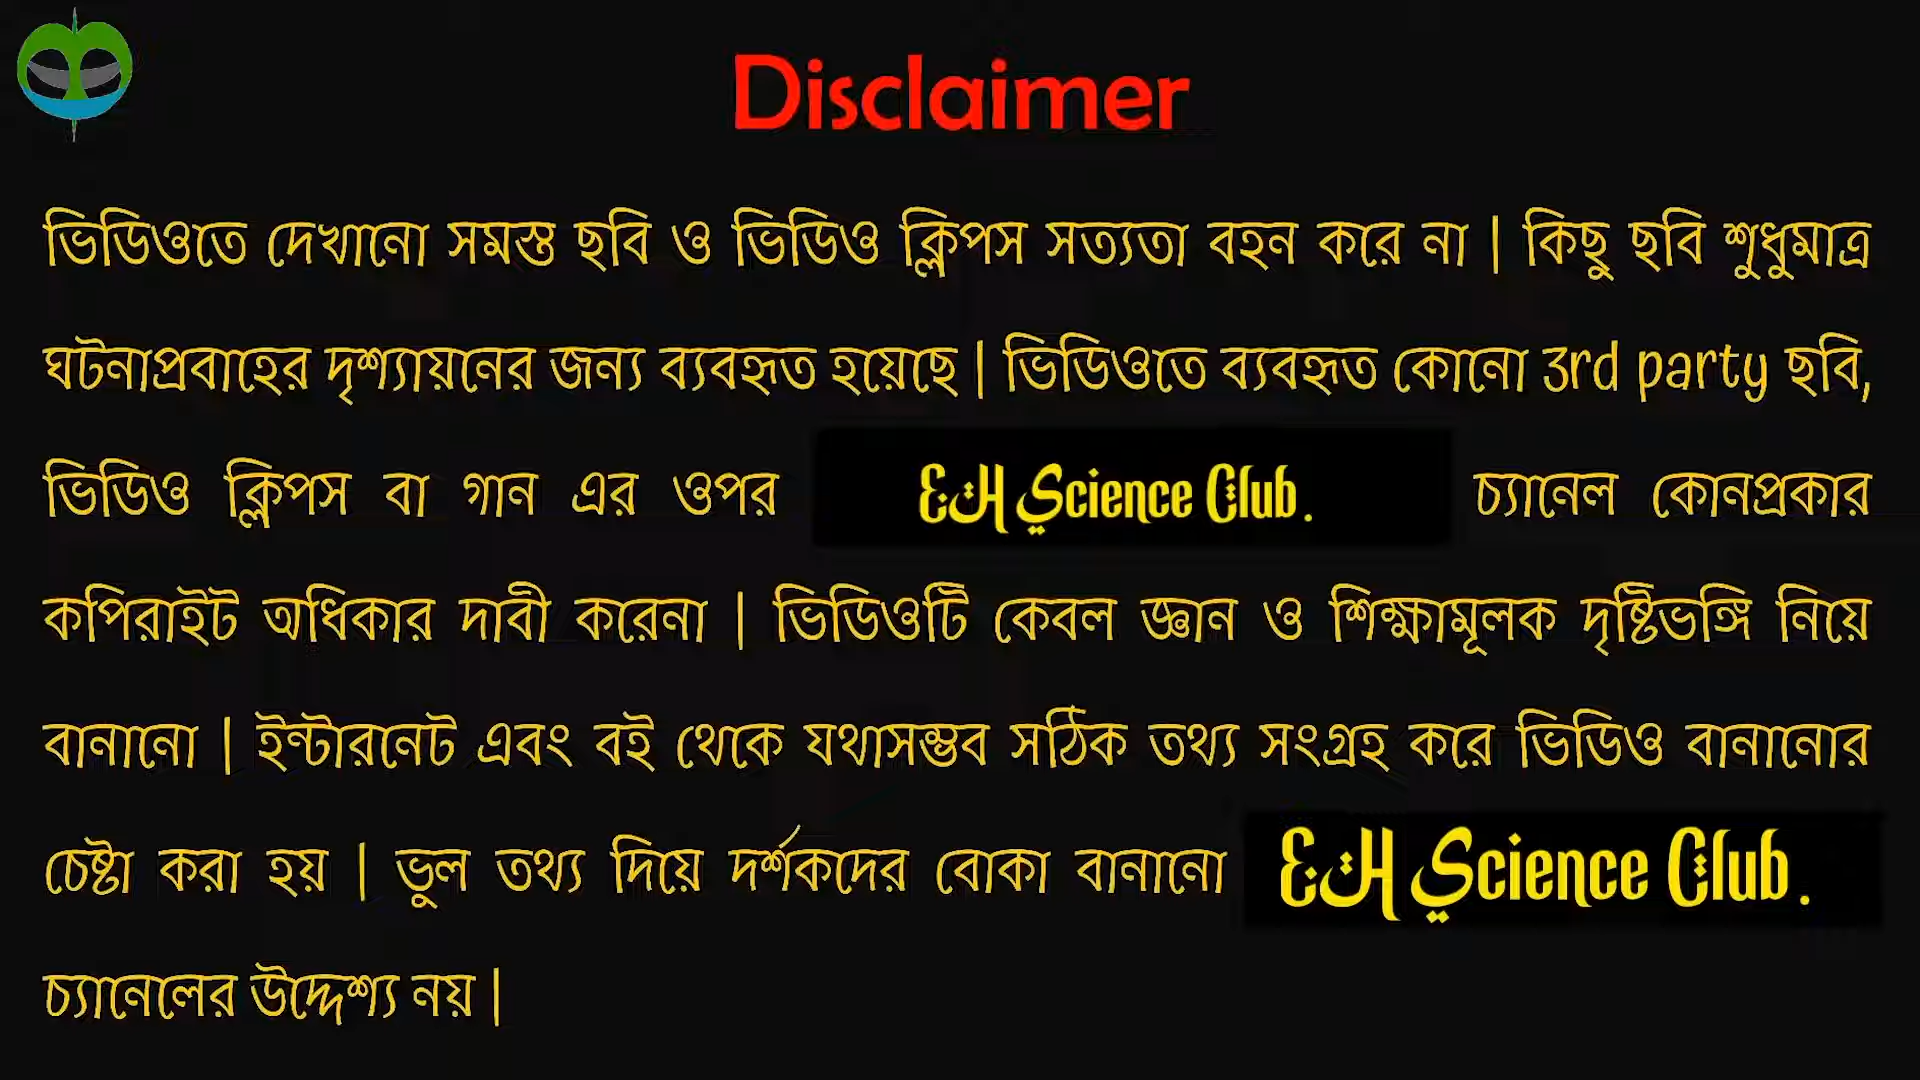 Disclaimer
ভিডিওতে দেখানো সমস্ত ছবি ও ভিডিও ক্লিপস সত্যতা বহন করে না | কিছু ছবি শুধুমাত্র
ঘটনাপ্রবাহের দৃশ্যায়নের জন্য ব্যবহৃত হয়েছে | ভিডিওতে ব্যবহৃত কোনো 3rd party ছবি,
ভিডিও ক্লিপস বা গান এর ওপর EH Science Club. চ্যানেল কোনপ্রকার
কপিরাইট অধিকার দাবী করেনা | ভিডিওটি কেবল জ্ঞান ও শিক্ষামূলক দৃষ্টিভঙ্গি নিয়ে
বানানো | ইন্টারনেট এবং বই থেকে যথাসম্ভব সঠিক তথ্য সংগ্রহ করে ভিডিও বানানোর
চেষ্টা করা হয় | ভুল তথ্য দিয়ে দর্শকদের বোকা বানানো EH Science Club.
চ্যানেলের উদ্দেশ্য নয় |